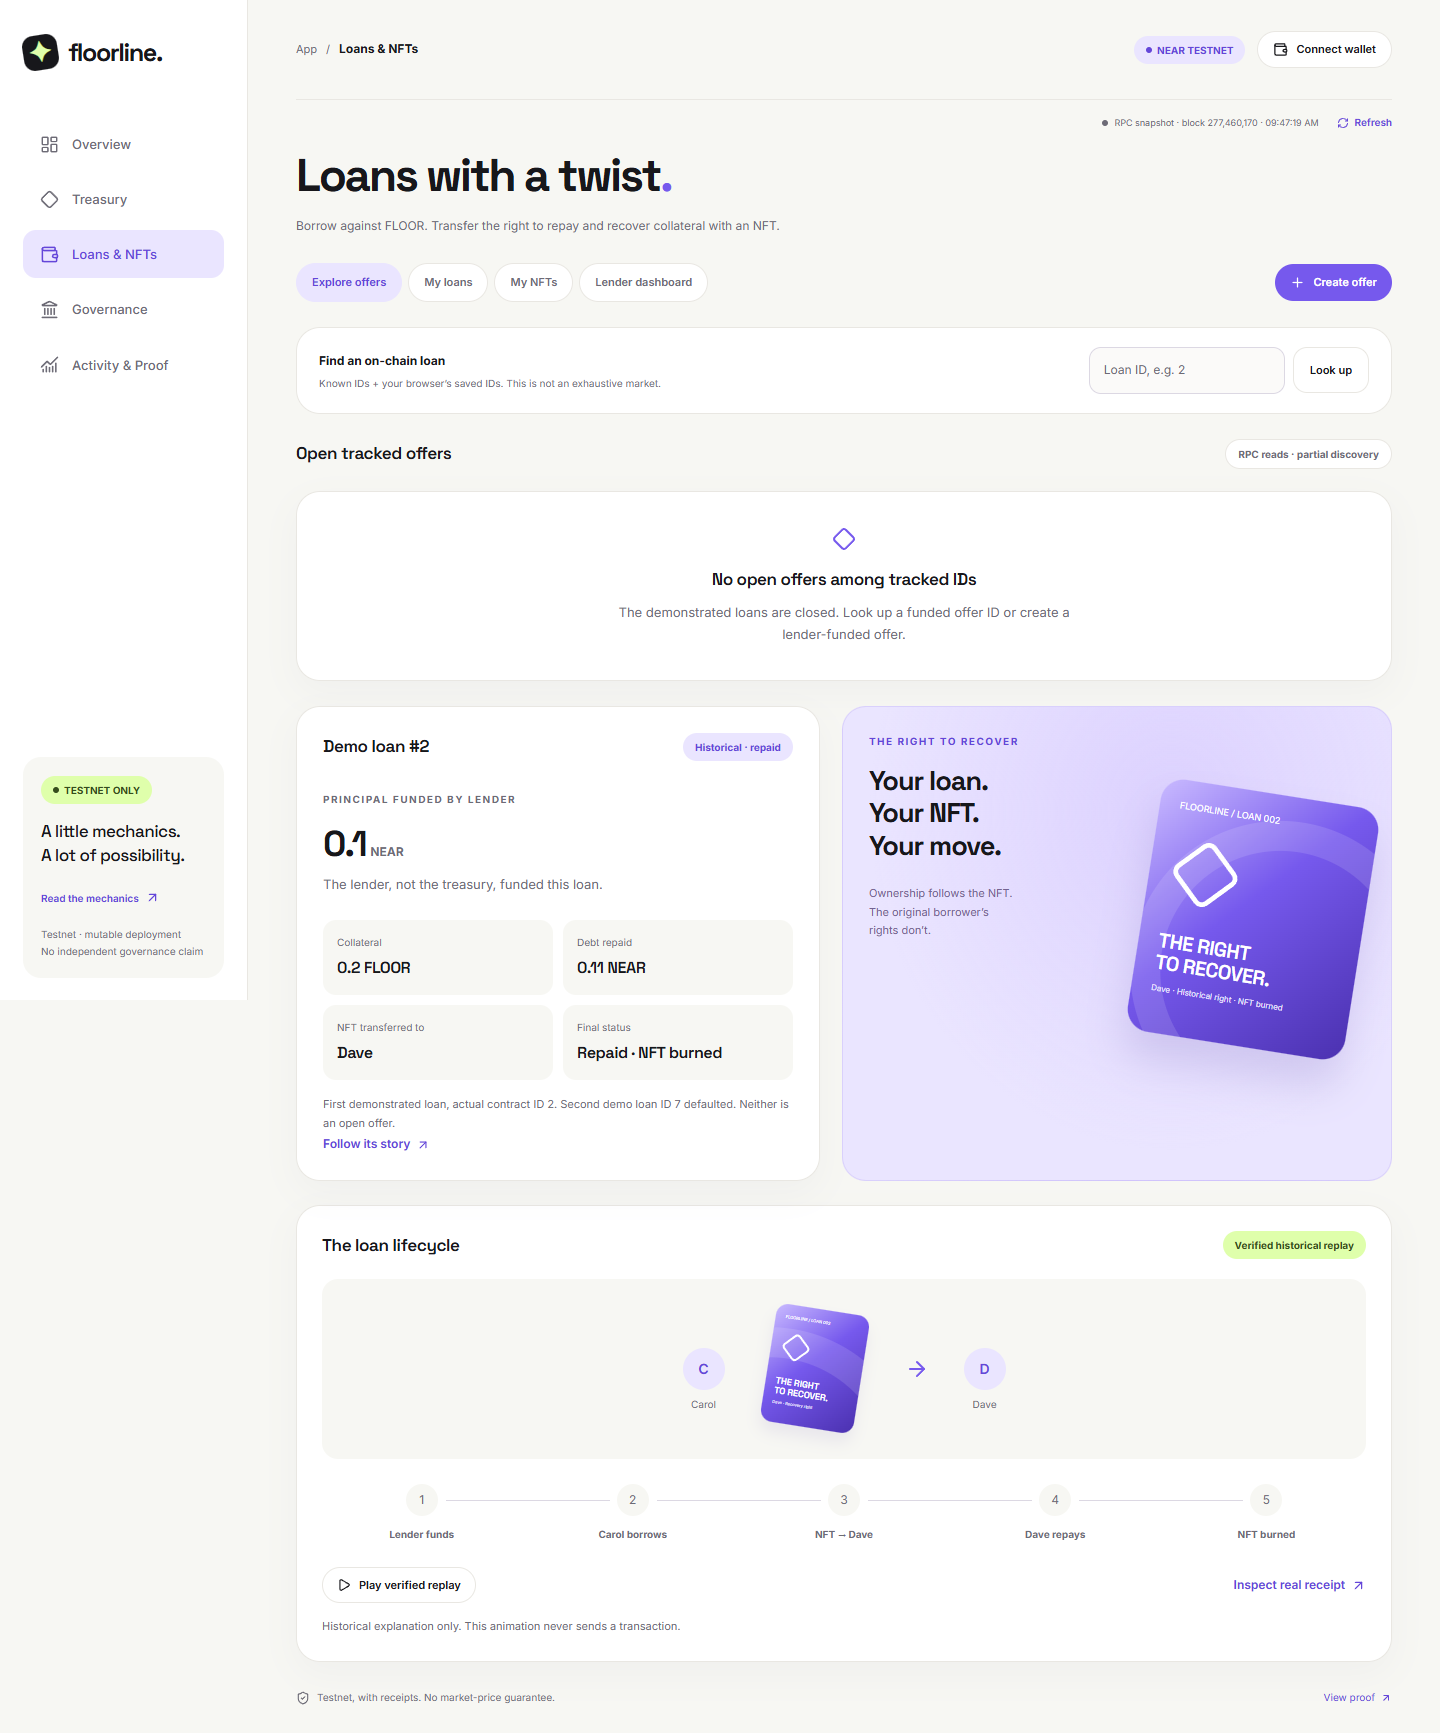 floorline.
Overview
Treasury
Loans & NFTs
Governance
Activity & Proof
TESTNET ONLY
A little mechanics.
A lot of possibility.
Read the mechanics
Testnet · mutable deployment
No independent governance claim
App / Loans & NFTs
NEAR TESTNET
Connect wallet
RPC snapshot · block 277,460,170 · 09:47:19 AM
Refresh
Loans with a twist.
Borrow against FLOOR. Transfer the right to repay and recover collateral with an NFT.
Explore offers
My loans
My NFTs
Lender dashboard
Create offer
Find an on-chain loan
Known IDs + your browser's saved IDs. This is not an exhaustive market.
Loan ID, e.g. 2
Look up
Open tracked offers
RPC reads · partial discovery
No open offers among tracked IDs
The demonstrated loans are closed. Look up a funded offer ID or create a
lender-funded offer.
Demo loan #2
Historical · repaid
PRINCIPAL FUNDED BY LENDER
0.1 NEAR
The lender, not the treasury, funded this loan.
Collateral
0.2 FLOOR
Debt repaid
0.11 NEAR
NFT transferred to
Dave
Final status
Repaid · NFT burned
First demonstrated loan, actual contract ID 2. Second demo loan ID 7 defaulted. Neither is
an open offer.
Follow its story
THE RIGHT TO RECOVER
Your loan.
Your NFT.
Your move.
Ownership follows the NFT.
The original borrower's
rights don't.
FLOORLINE / LOAN 002
THE RIGHT
TO RECOVER.
Dave · Historical right · NFT burned
The loan lifecycle
Verified historical replay
C
Carol
FLOORLINE / LOAN 002
THE RIGHT
TO RECOVER.
Dave · Recovery right
D
Dave
1
Lender funds
2
Carol borrows
3
NFT → Dave
4
Dave repays
5
NFT burned
Play verified replay
Inspect real receipt
Historical explanation only. This animation never sends a transaction.
Testnet, with receipts. No market-price guarantee.
View proof